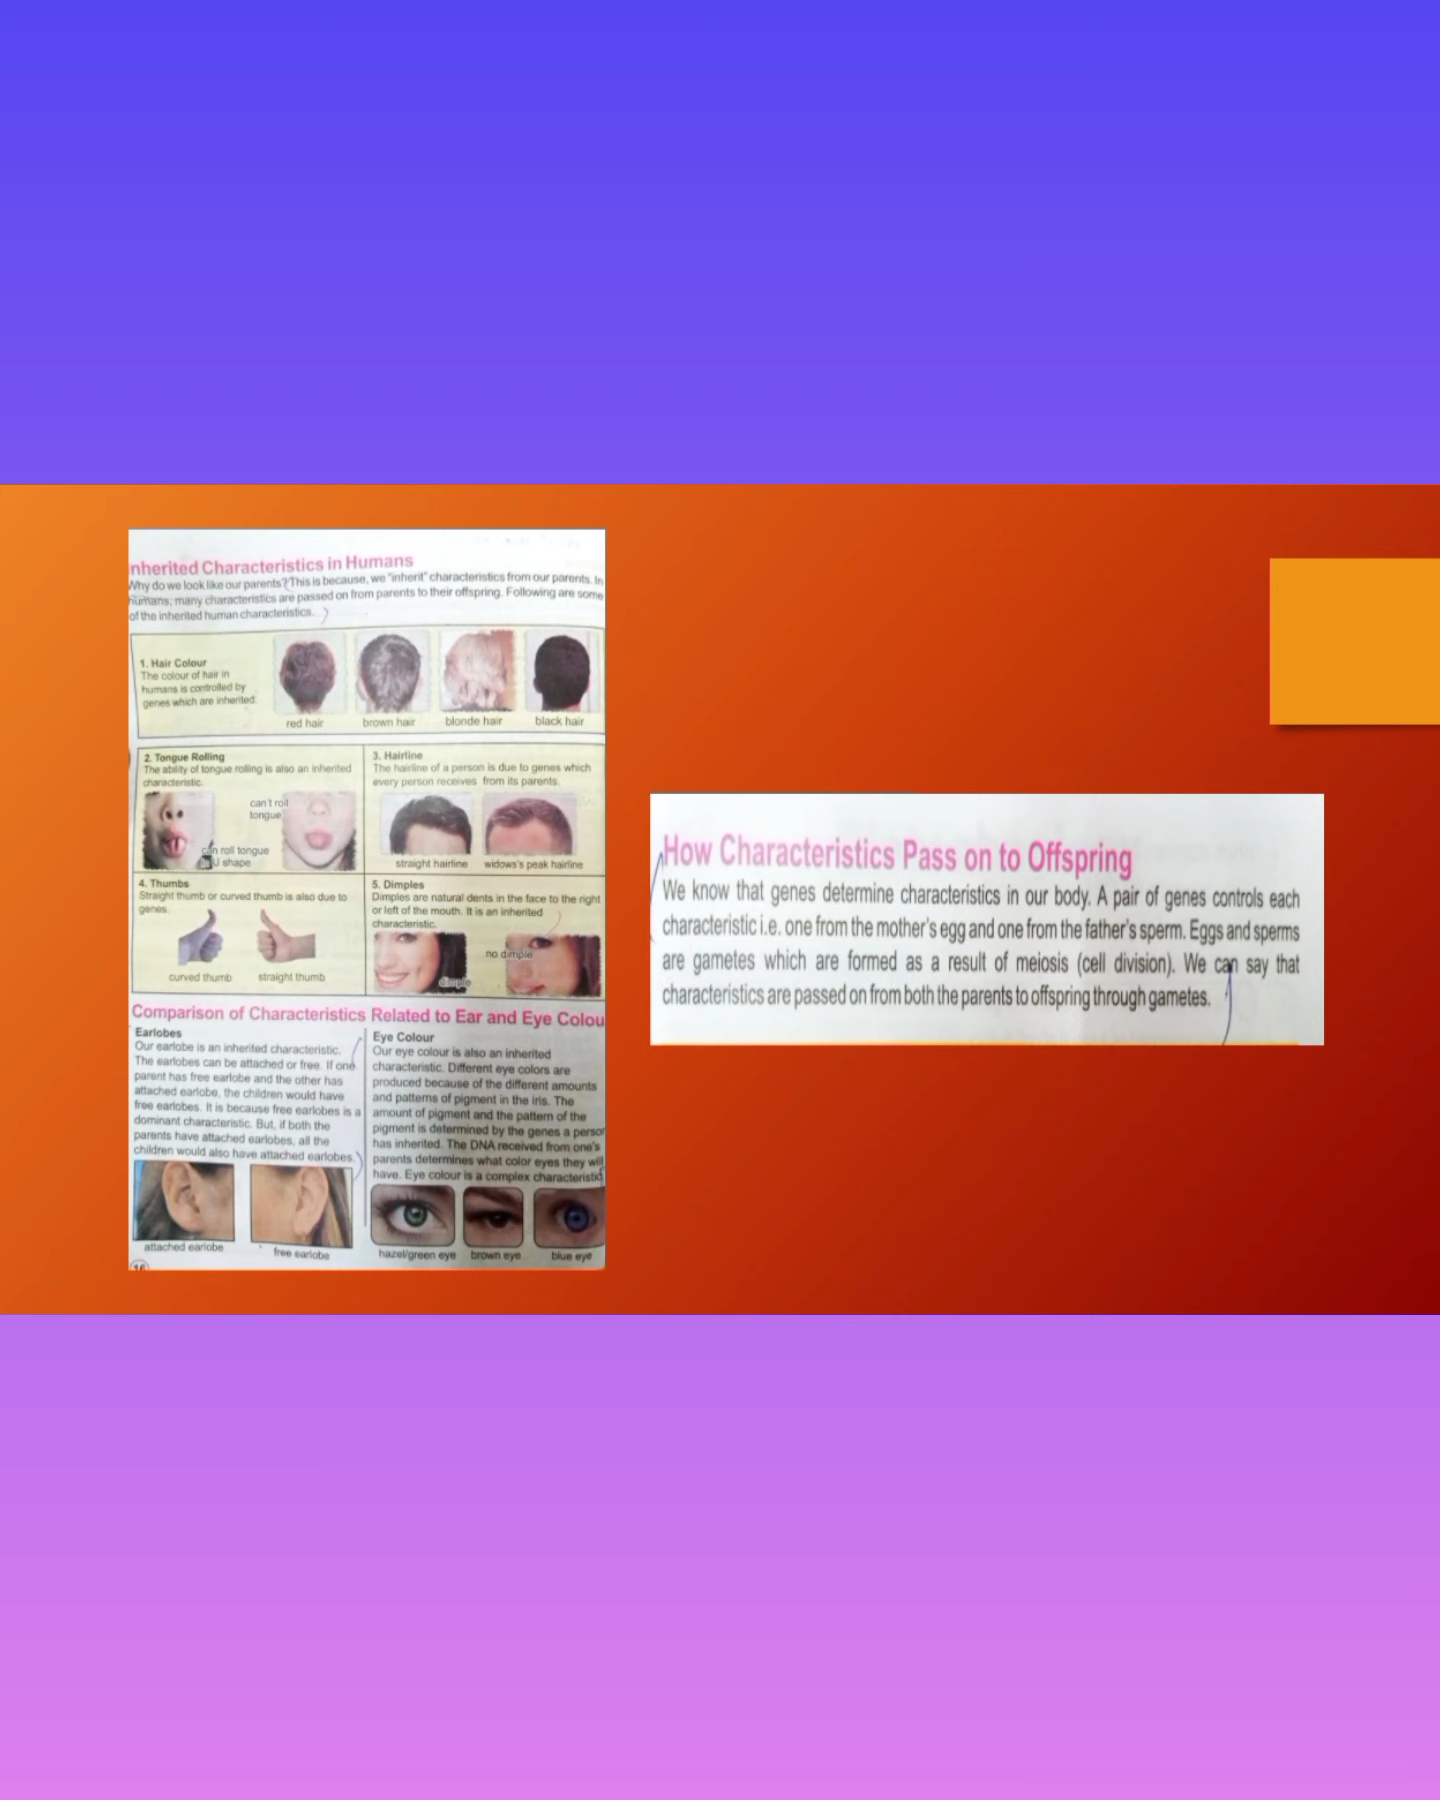 nherited Characteristics in Humans
Why do we look like our parents? This is because, we "inherit" characteristics from our parents. In
humans, many characteristics are passed on from parents to their offspring. Following are some
of the inherited human characteristics.
1. Hair Colour
The colour of hair in
humans is controlled by
genes which are inherited.
red hair brown hair blonde hair black hair
2. Tongue Rolling
The ability of tongue rolling is also an inherited
characteristic.
can't roll
tongue
can roll tongue
U shape
3. Hairline
The hairline of a person is due to genes which
every person receives from its parents.
straight hairline widows's peak hairline
4. Thumbs
Straight thumb or curved thumb is also due to
genes.
curved thumb straight thumb
5. Dimples
Dimples are natural dents in the face to the right
or left of the mouth. It is an inherited
characteristic.
no dimple
dimple
Comparison of Characteristics Related to Ear and Eye Colou
Earlobes
Our earlobe is an inherited characteristic.
The earlobes can be attached or free. If one
parent has free earlobe and the other has
attached earlobe, the children would have
free earlobes. It is because free earlobes is a
dominant characteristic. But, if both the
parents have attached earlobes, all the
children would also have attached earlobes.
attached earlobe free earlobe
Eye Colour
Our eye colour is also an inherited
characteristic. Different eye colors are
produced because of the different amounts
and patterns of pigment in the iris. The
amount of pigment and the pattern of the
pigment is determined by the genes a person
has inherited. The DNA received from one's
parents determines what color eyes they will
have. Eye colour is a complex characteristic
hazel/green eye brown eye blue eye
16
How Characteristics Pass on to Offspring
We know that genes determine characteristics in our body. A pair of genes controls each
characteristic i.e. one from the mother's egg and one from the father's sperm. Eggs and sperms
are gametes which are formed as a result of meiosis (cell division). We can say that
characteristics are passed on from both the parents to offspring through gametes.